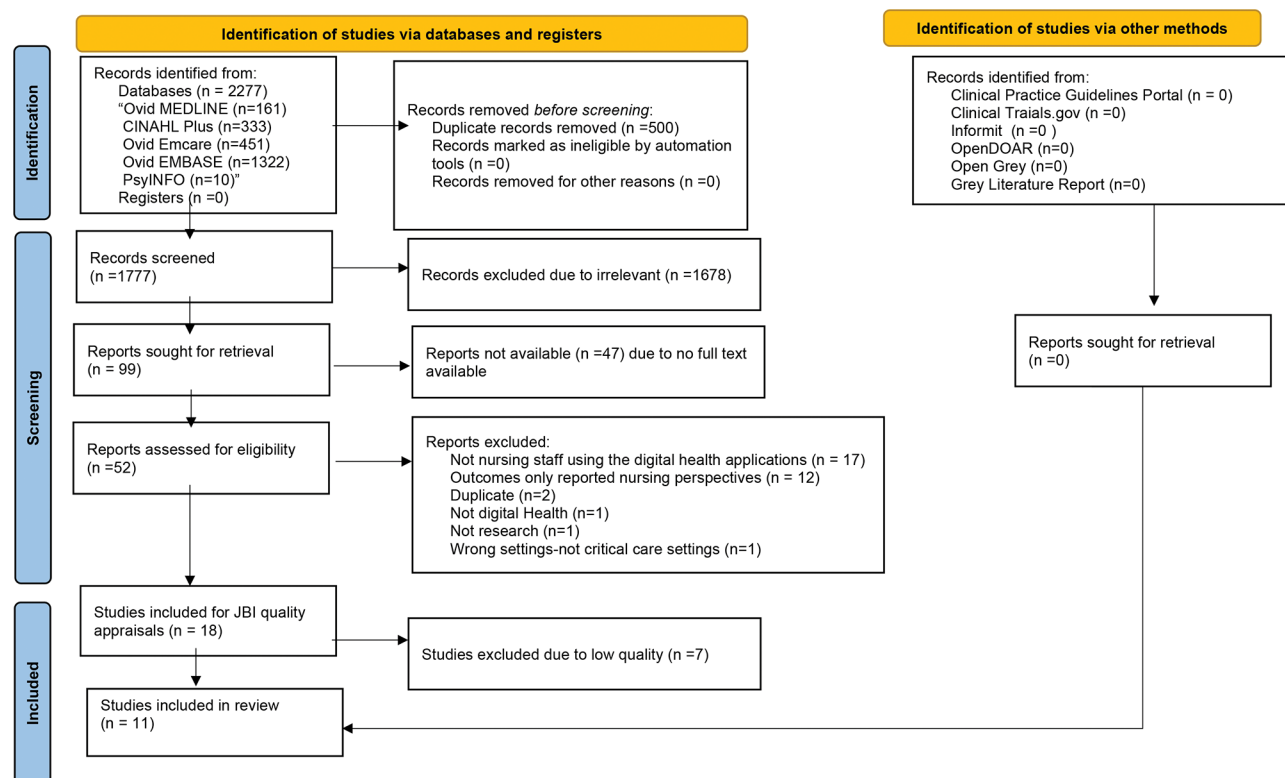 Identification of studies via databases and registers
Identification of studies via other methods
Identification
Records identified from:
Databases (n = 2277)
“Ovid MEDLINE (n=161)
CINAHL Plus (n=333)
Ovid Emcare (n=451)
Ovid EMBASE (n=1322)
PsyINFO (n=10)”
Registers (n =0)
Records removed before screening:
Duplicate records removed (n =500)
Records marked as ineligible by automation
tools (n =0)
Records removed for other reasons (n =0)
Records identified from:
Clinical Practice Guidelines Portal (n = 0)
Clinical Traials.gov (n =0)
Informit (n =0 )
OpenDOAR (n=0)
Open Grey (n=0)
Grey Literature Report (n=0)
Screening
Records screened
(n =1777)
Records excluded due to irrelevant (n =1678)
Reports sought for retrieval
(n = 99)
Reports not available (n =47) due to no full text
available
Reports sought for retrieval
(n =0)
Reports assessed for eligibility
(n =52)
Reports excluded:
Not nursing staff using the digital health applications (n = 17)
Outcomes only reported nursing perspectives (n = 12)
Duplicate (n=2)
Not digital Health (n=1)
Not research (n=1)
Wrong settings-not critical care settings (n=1)
Included
Studies included for JBI quality
appraisals (n = 18)
Studies excluded due to low quality (n =7)
Studies included in review
(n = 11)